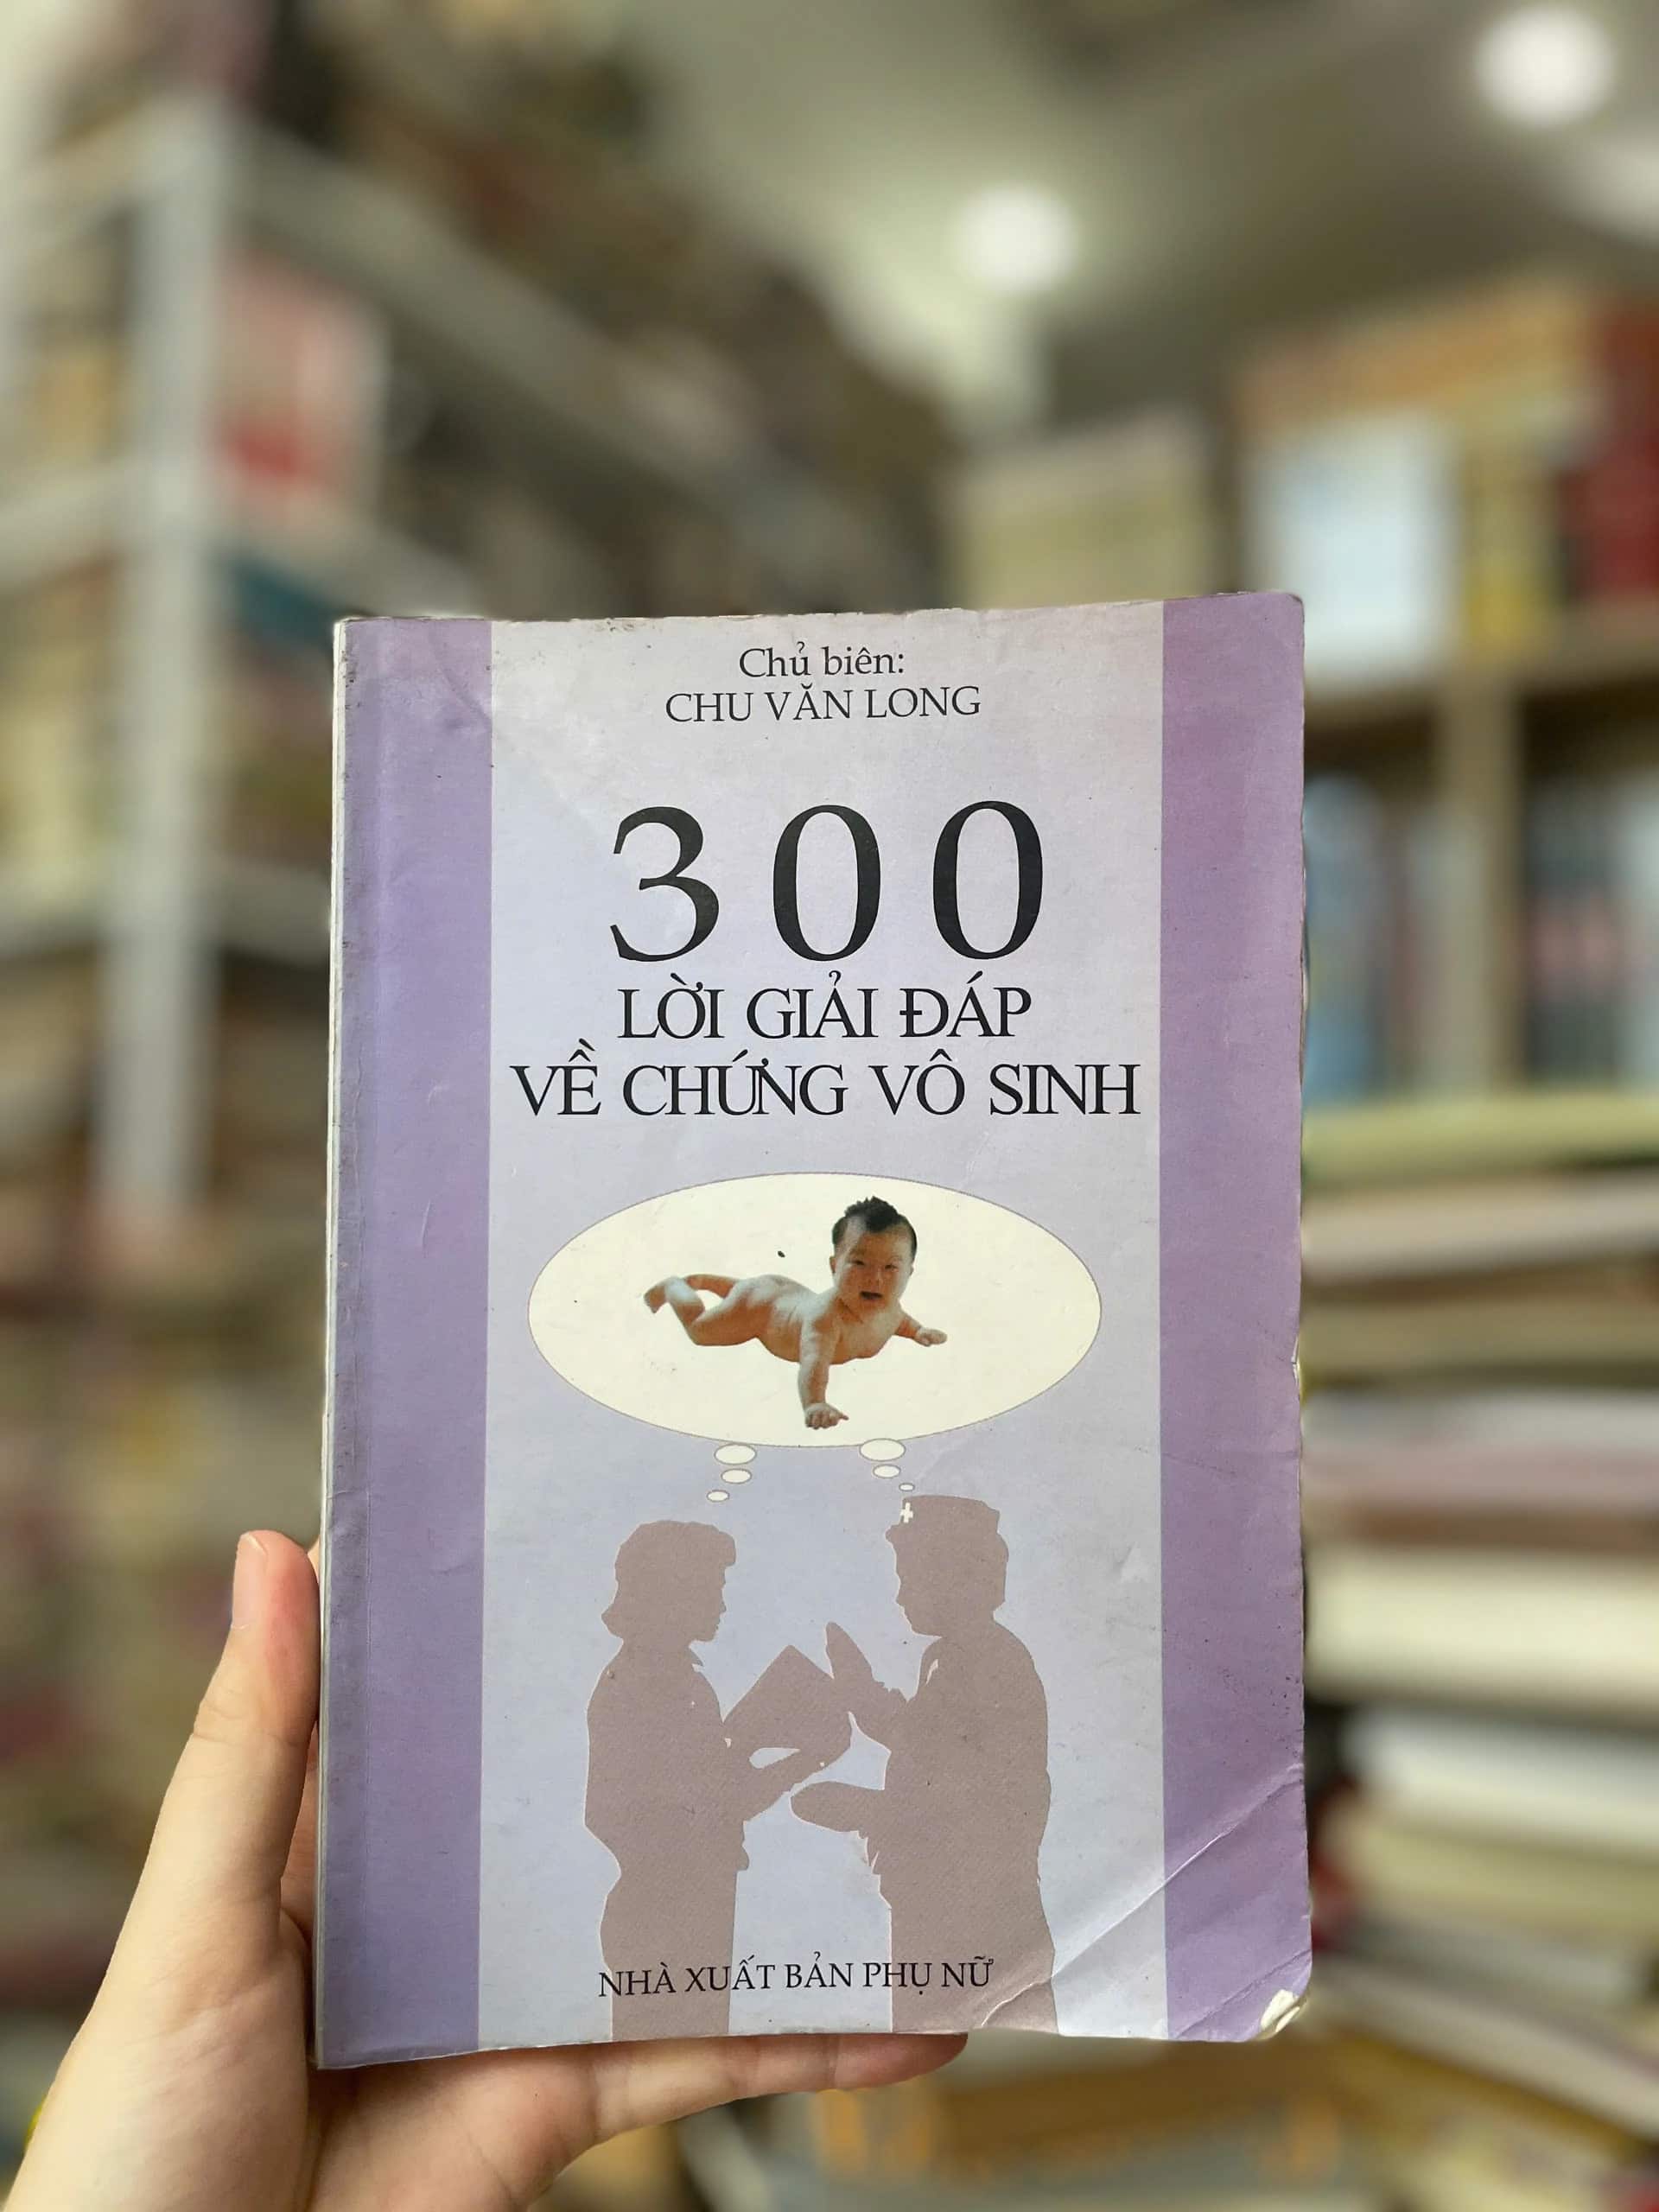 Chủ biên:
CHU VĂN LONG
300
LỜI GIẢI ĐÁP
VỀ CHỨNG VÔ SINH
NHÀ XUẤT BẢN PHỤ NỮ